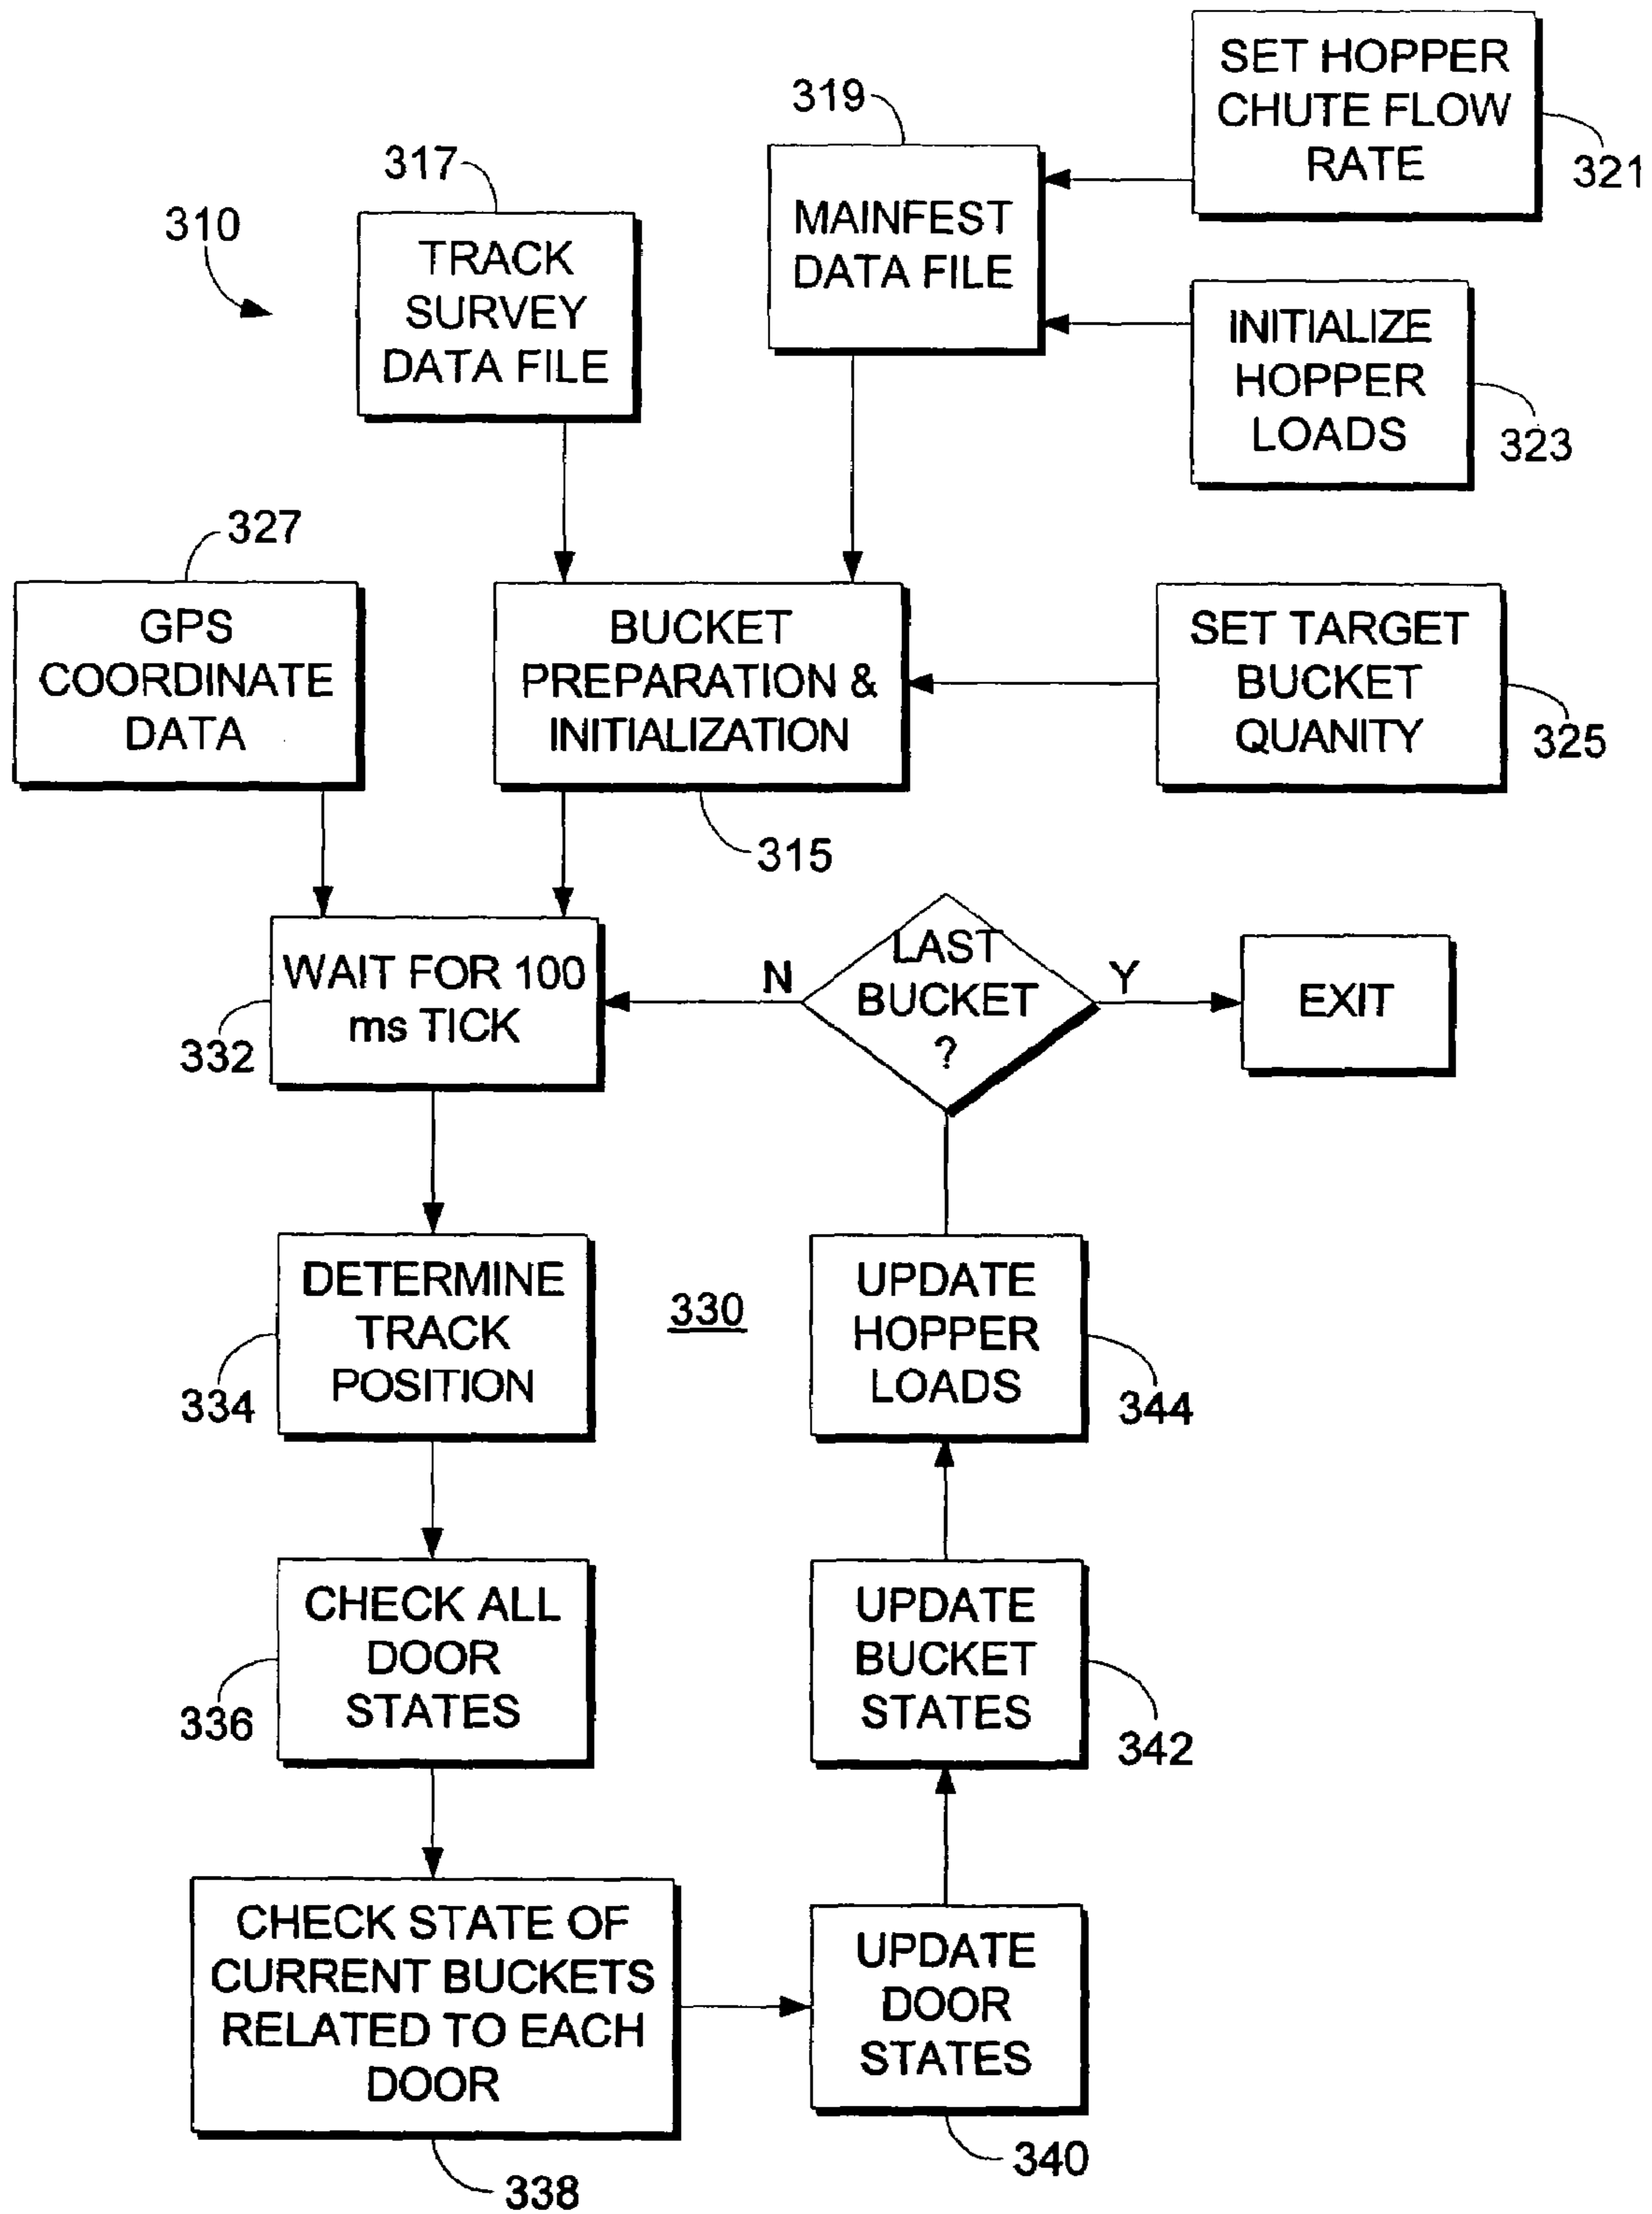 SET HOPPER
CHUTE FLOW
RATE
321
319
MAINFEST
DATA FILE
317
TRACK
SURVEY
DATA FILE
310
INITIALIZE
HOPPER
LOADS
323
327
GPS
COORDINATE
DATA
BUCKET
PREPARATION &
INITIALIZATION
315
SET TARGET
BUCKET
QUANITY
325
WAIT FOR 100
ms TICK
332
N
LAST
BUCKET
?
Y
EXIT
DETERMINE
TRACK
POSITION
334
330
UPDATE
HOPPER
LOADS
344
CHECK ALL
DOOR
STATES
336
UPDATE
BUCKET
STATES
342
CHECK STATE OF
CURRENT BUCKETS
RELATED TO EACH
DOOR
338
UPDATE
DOOR
STATES
340